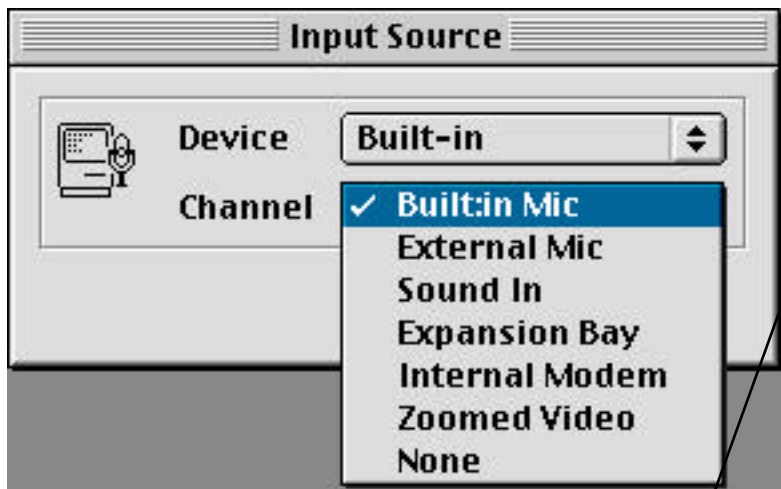 Input Source
Device Built-in
Channel ✓ Built:in Mic
External Mic
Sound In
Expansion Bay
Internal Modem
Zoomed Video
None